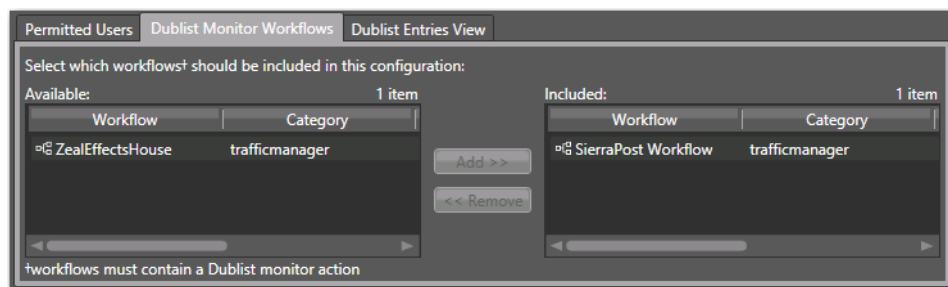 Permitted Users Dublist Monitor Workflows Dublist Entries View
Select which workflows† should be included in this configuration:
Available: 1 item Included: 1 item
Workflow Category Workflow Category
ZealEffectsHouse trafficmanager SierraPost Workflow trafficmanager
Add >>
<< Remove
†workflows must contain a Dublist monitor action